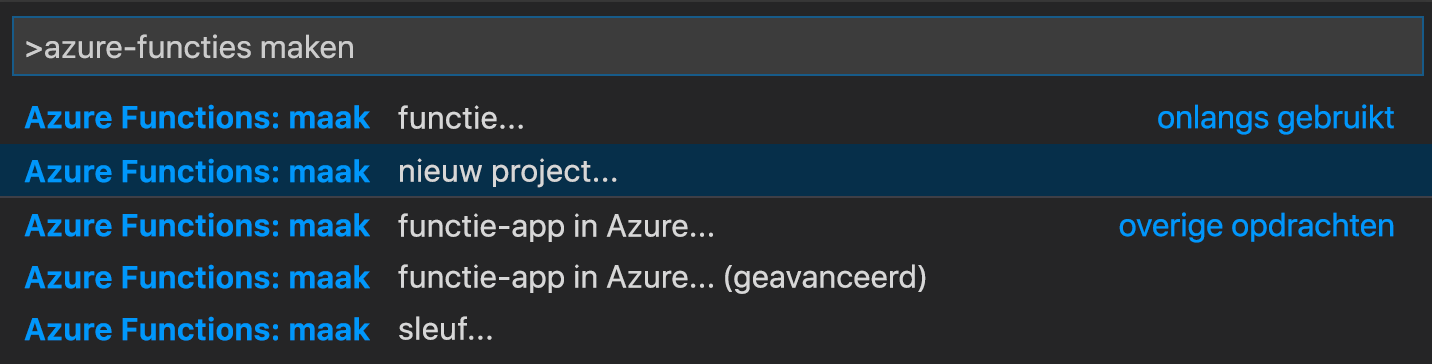 >azure-functies maken
Azure Functions: maak functie... onlangs gebruikt
Azure Functions: maak nieuw project...
Azure Functions: maak functie-app in Azure... overige opdrachten
Azure Functions: maak functie-app in Azure... (geavanceerd)
Azure Functions: maak sleuf...